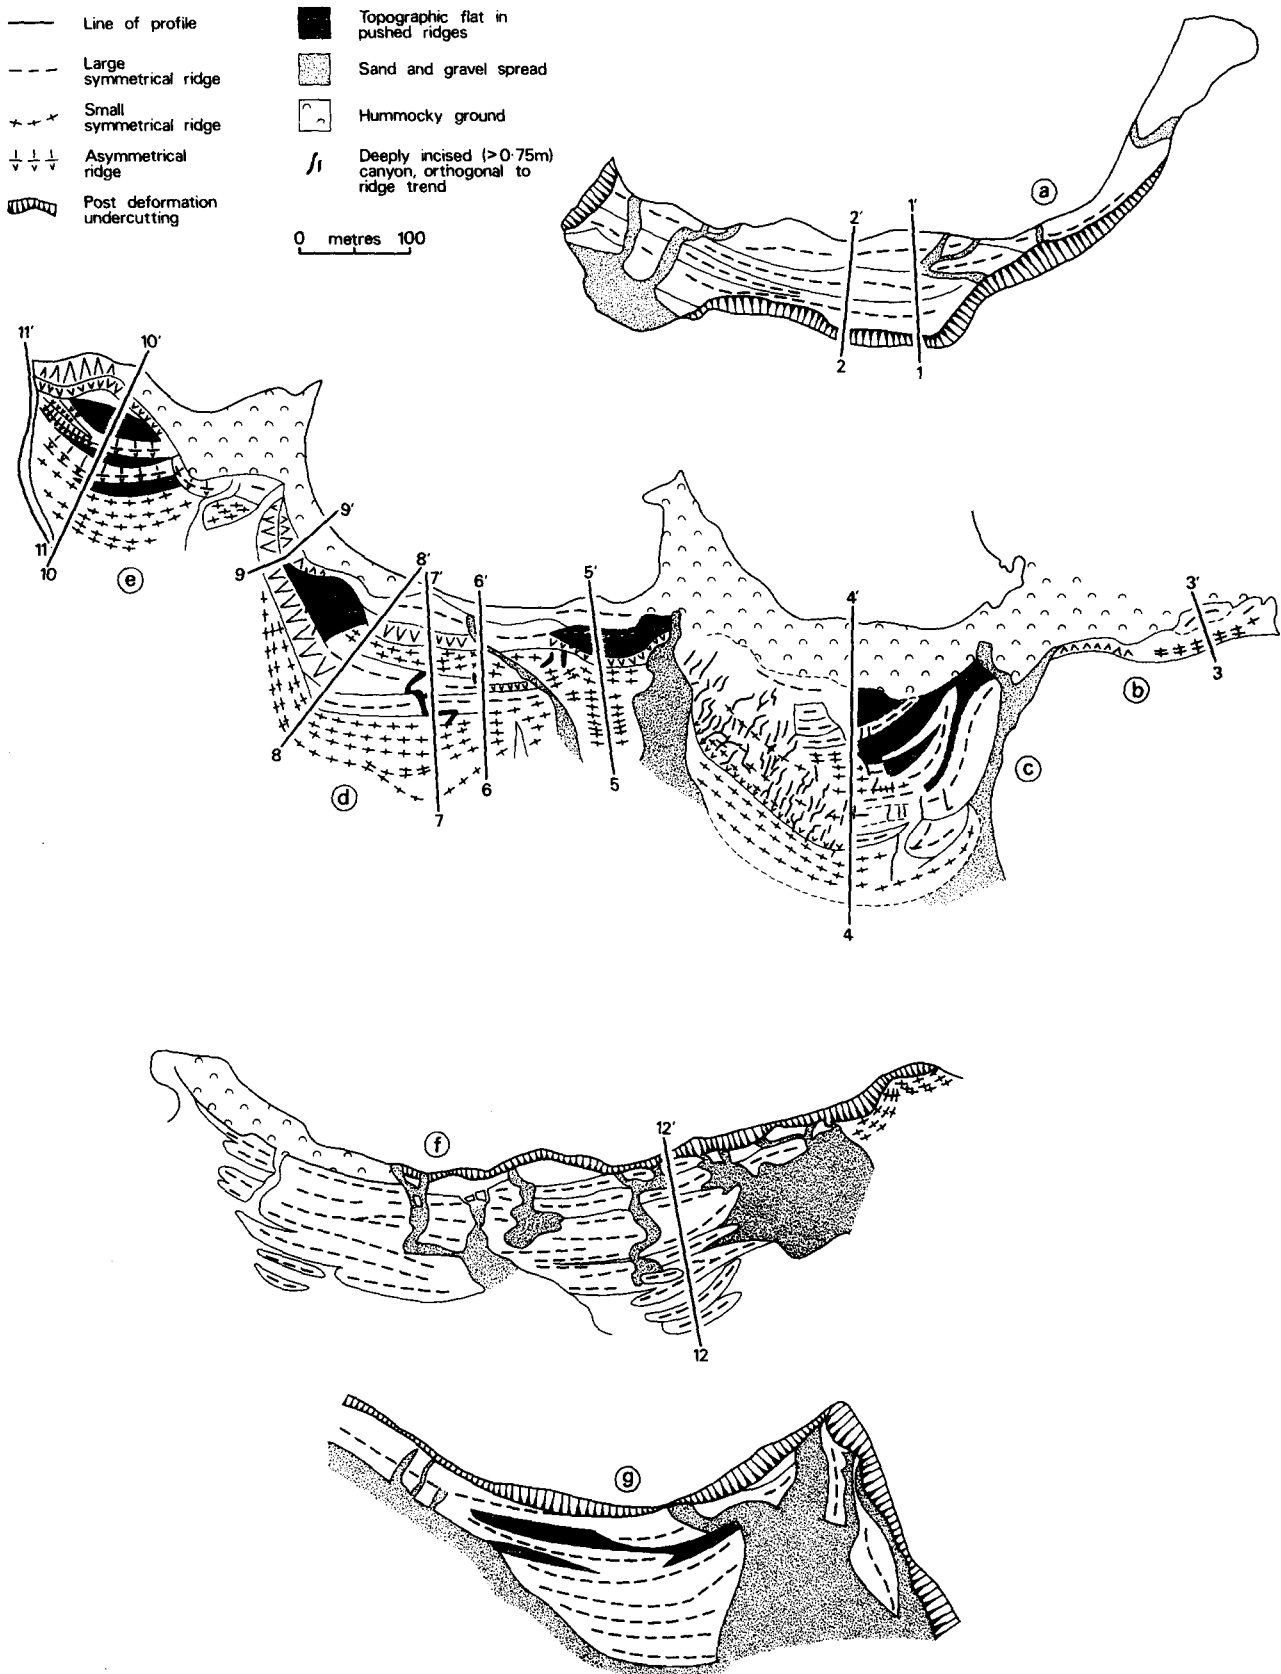 Line of profile
Large
symmetrical ridge
Small
symmetrical ridge
Asymmetrical
ridge
Post deformation
undercutting
Topographic flat in
pushed ridges
Sand and gravel spread
Hummocky ground
Deeply incised (>0·75m)
canyon, orthogonal to
ridge trend
0 metres 100
a
2'
1'
2
1
11'
10'
11'
10
e
9'
9
8'
7'
6'
5'
8
d
7
6
5
4'
4
c
3'
3
b
f
12'
12
g